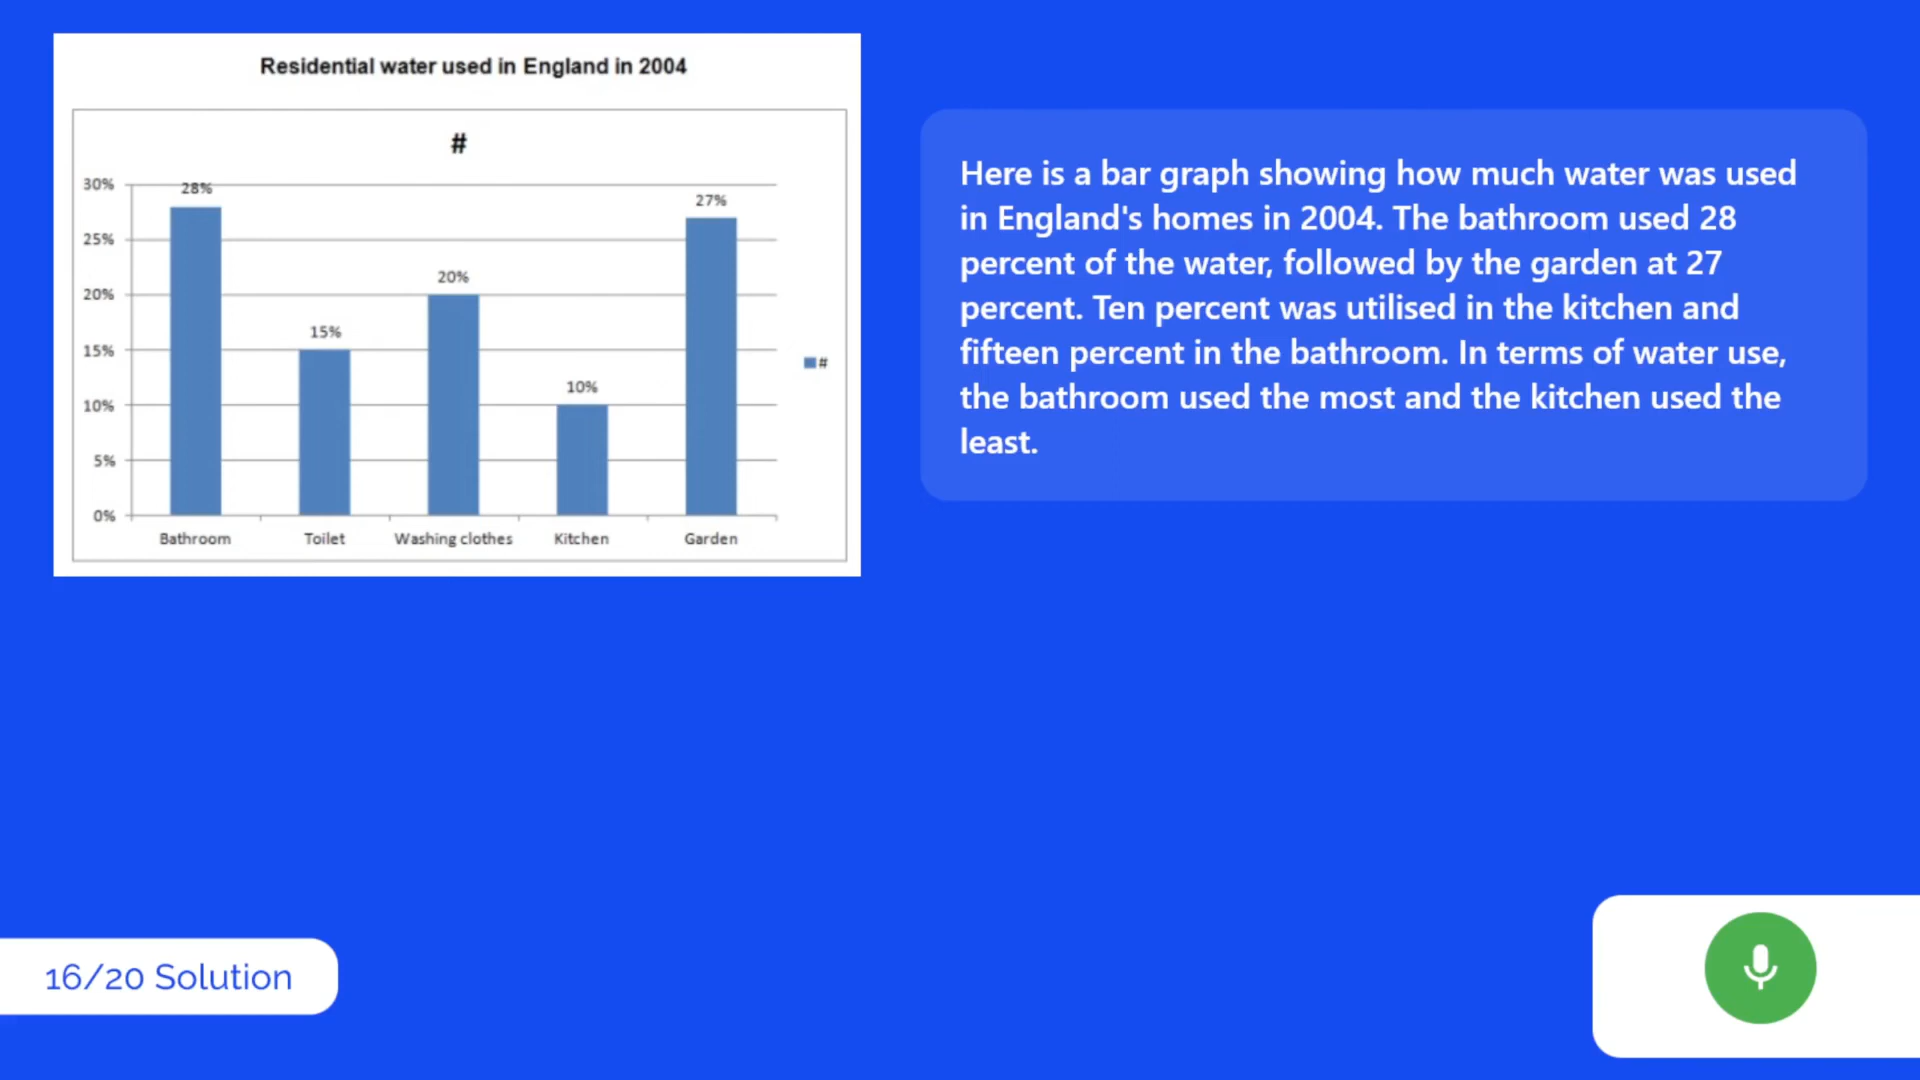 Residential water used in England in 2004
#
30%
25%
20%
15%
10%
5%
0%
28%
15%
20%
10%
27%
Bathroom
Toilet
Washing clothes
Kitchen
Garden
#
Here is a bar graph showing how much water was used
in England's homes in 2004. The bathroom used 28
percent of the water, followed by the garden at 27
percent. Ten percent was utilised in the kitchen and
fifteen percent in the bathroom. In terms of water use,
the bathroom used the most and the kitchen used the
least.
16/20 Solution